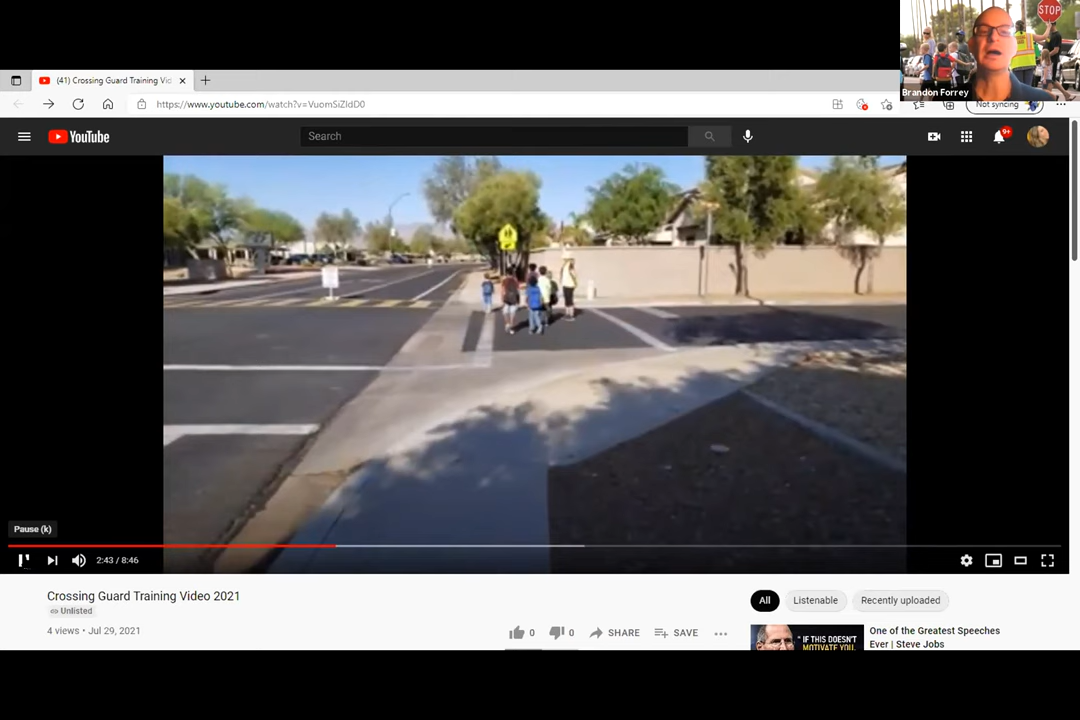 STOP
Brandon Forrey
(41) Crossing Guard Training Vid
https://www.youtube.com/watch?v=VuomSiZldD0
Not syncing
YouTube
Search
9+
Pause (k)
2:43 / 8:46
Crossing Guard Training Video 2021
Unlisted
4 views • Jul 29, 2021
0
0
SHARE
SAVE
All
Listenable
Recently uploaded
"IF THIS DOESN'T
MOTIVATE YOU,
One of the Greatest Speeches
Ever | Steve Jobs